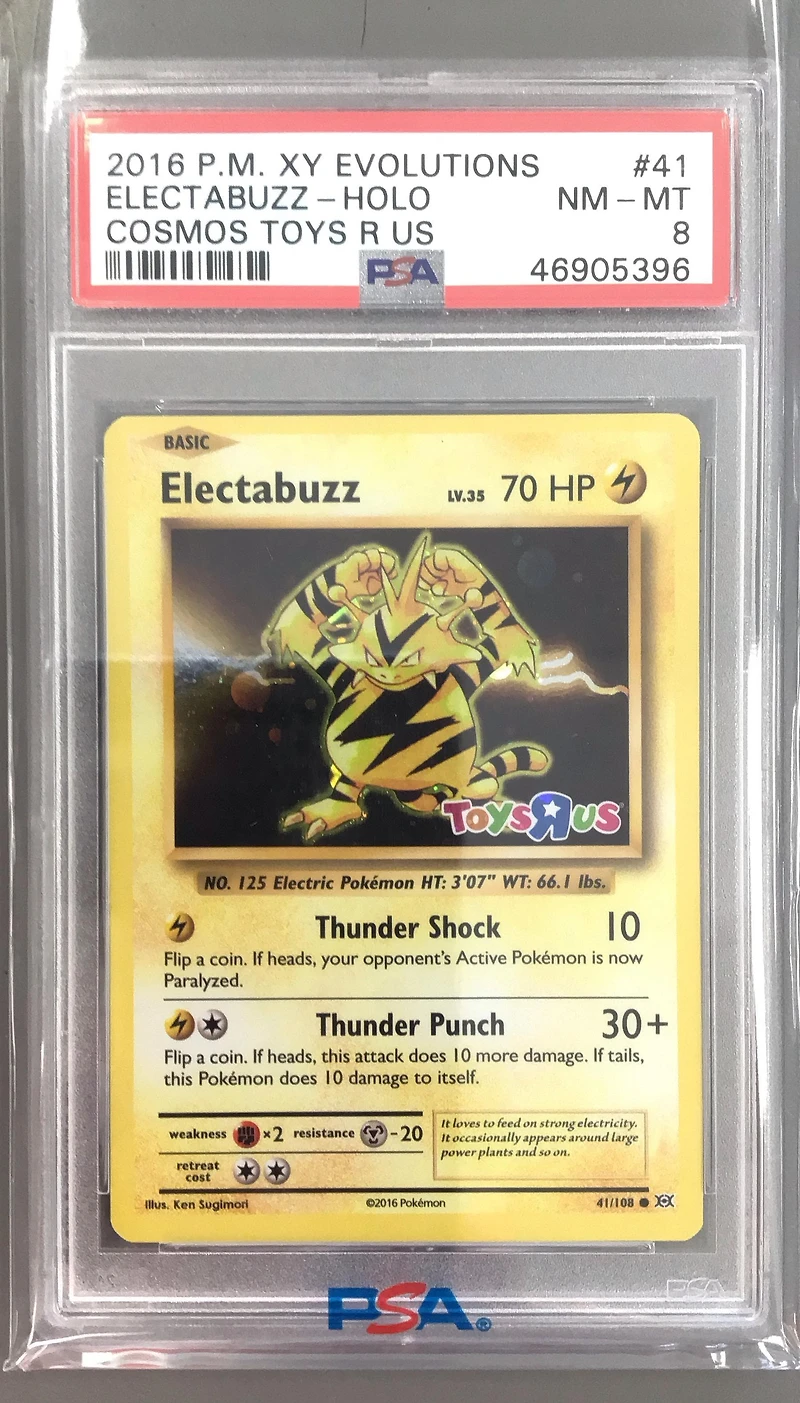 2016 P.M. XY EVOLUTIONS #41
ELECTABUZZ – HOLO NM – MT
COSMOS TOYS R US 8
PSA 46905396
BASIC
Electabuzz LV.35 70 HP
TOYS R US
NO. 125 Electric Pokémon HT: 3'07" WT: 66.1 lbs.
Thunder Shock 10
Flip a coin. If heads, your opponent's Active Pokémon is now
Paralyzed.
Thunder Punch 30+
Flip a coin. If heads, this attack does 10 more damage. If tails,
this Pokémon does 10 damage to itself.
weakness ×2 resistance -20
retreat
cost
It loves to feed on strong electricity.
It occasionally appears around large
power plants and so on.
Illus. Ken Sugimori ©2016 Pokémon 41/108 ● XY
PSA
PSA®